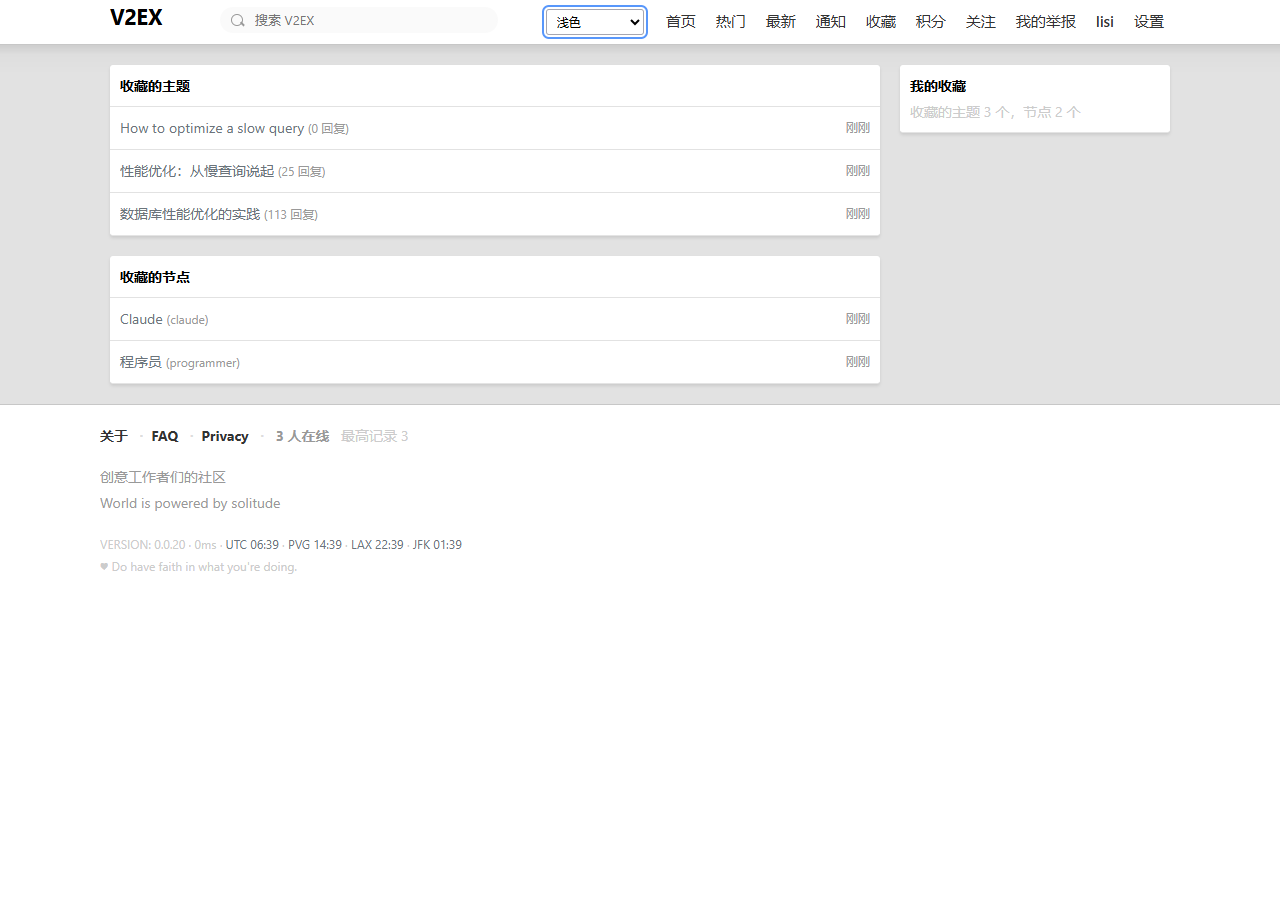 V2EX 搜索 V2EX 浅色 首页 热门 最新 通知 收藏 积分 关注 我的举报 lisi 设置
收藏的主题
How to optimize a slow query (0 回复) 刚刚
性能优化：从慢查询说起 (25 回复) 刚刚
数据库性能优化的实践 (113 回复) 刚刚
收藏的节点
Claude (claude) 刚刚
程序员 (programmer) 刚刚
我的收藏
收藏的主题 3 个，节点 2 个
关于 · FAQ · Privacy · 3 人在线 最高记录 3
创意工作者们的社区
World is powered by solitude
VERSION: 0.0.20 · 0ms · UTC 06:39 · PVG 14:39 · LAX 22:39 · JFK 01:39
♥ Do have faith in what you're doing.